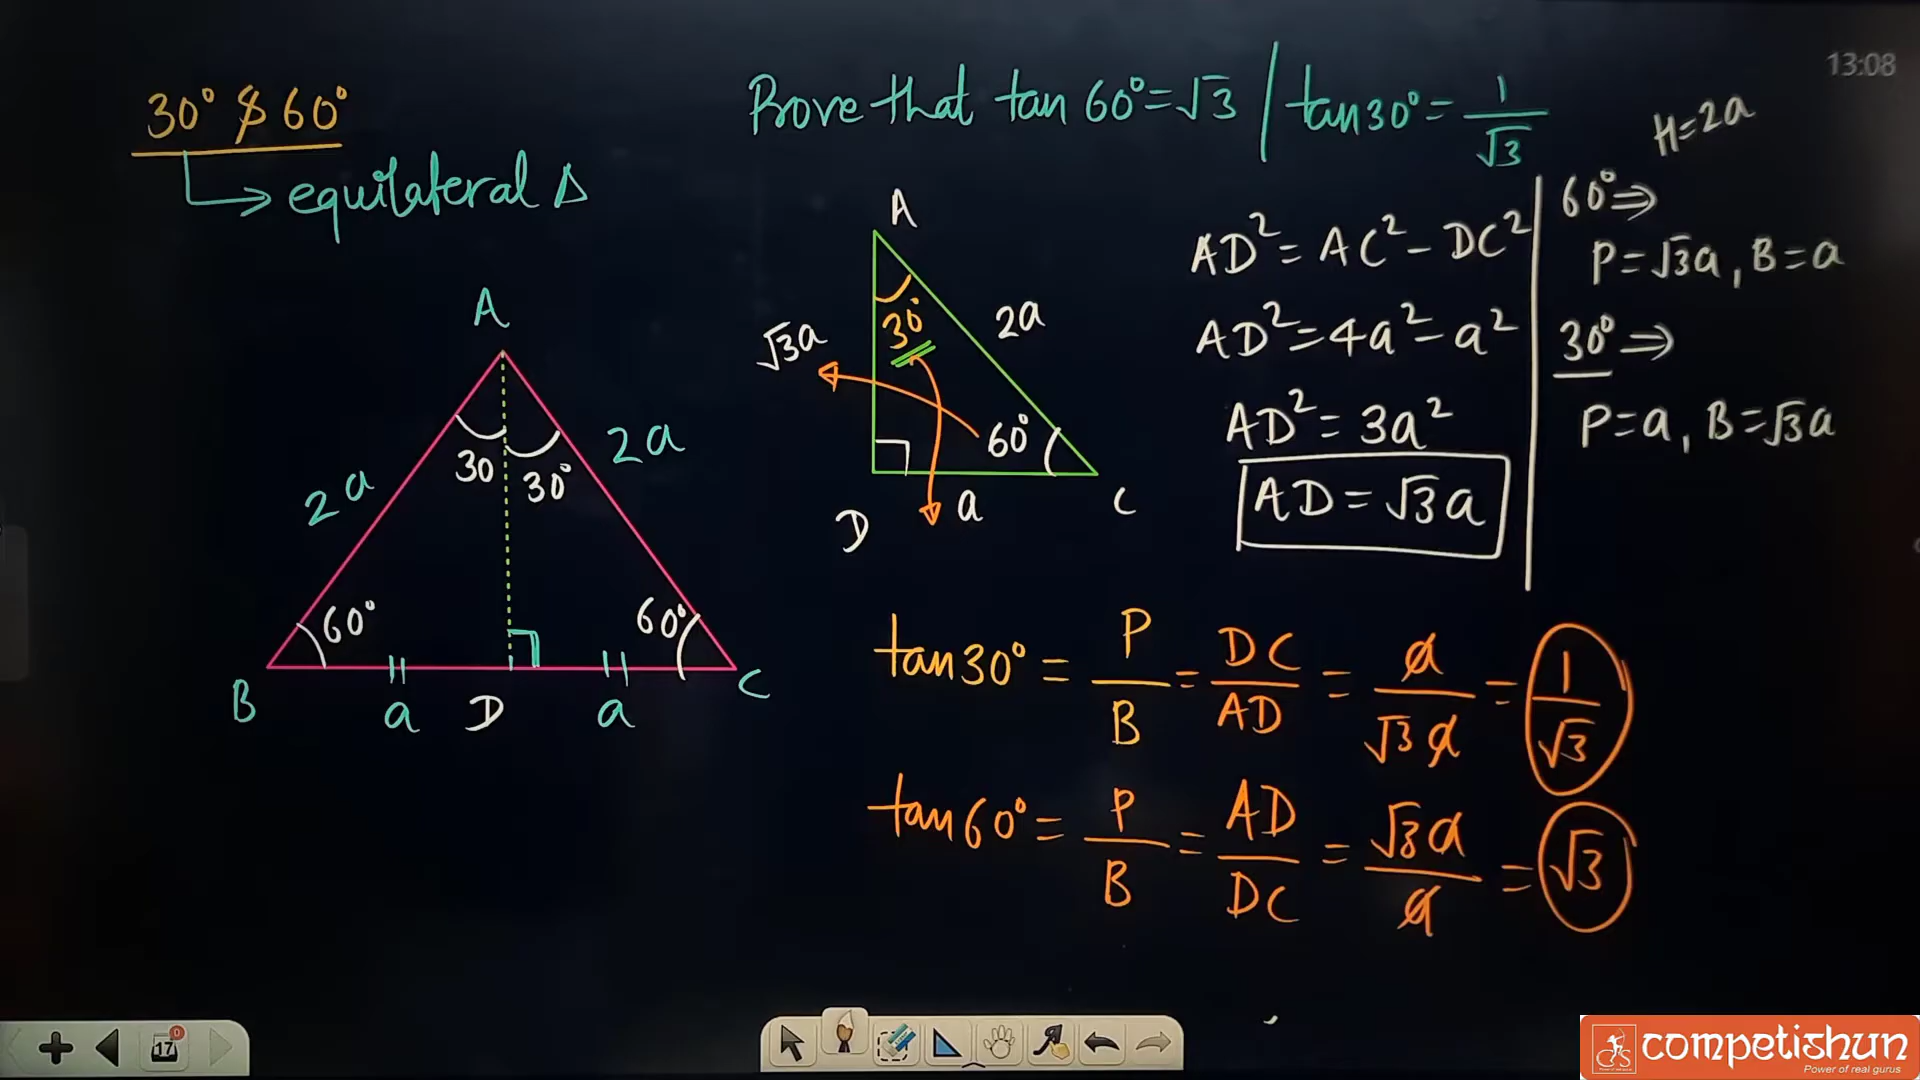 13:08
30° & 60°
→ equilateral Δ
Prove that tan 60° = √3 / tan30° = 1/√3
A
30 30°
2a 2a
60° 60°
B a D a C
A
30°
√3a 2a
60°
D a C
AD² = AC² - DC²
AD² = 4a² - a²
AD² = 3a²
AD = √3a
H=2a
60° ⇒
P=√3a, B=a
30° ⇒
P=a, B=√3a
tan30° = P/B = DC/AD = a/√3a = 1/√3
tan60° = P/B = AD/DC = √3a/a = √3
17
0
competishun
Power of real gurus